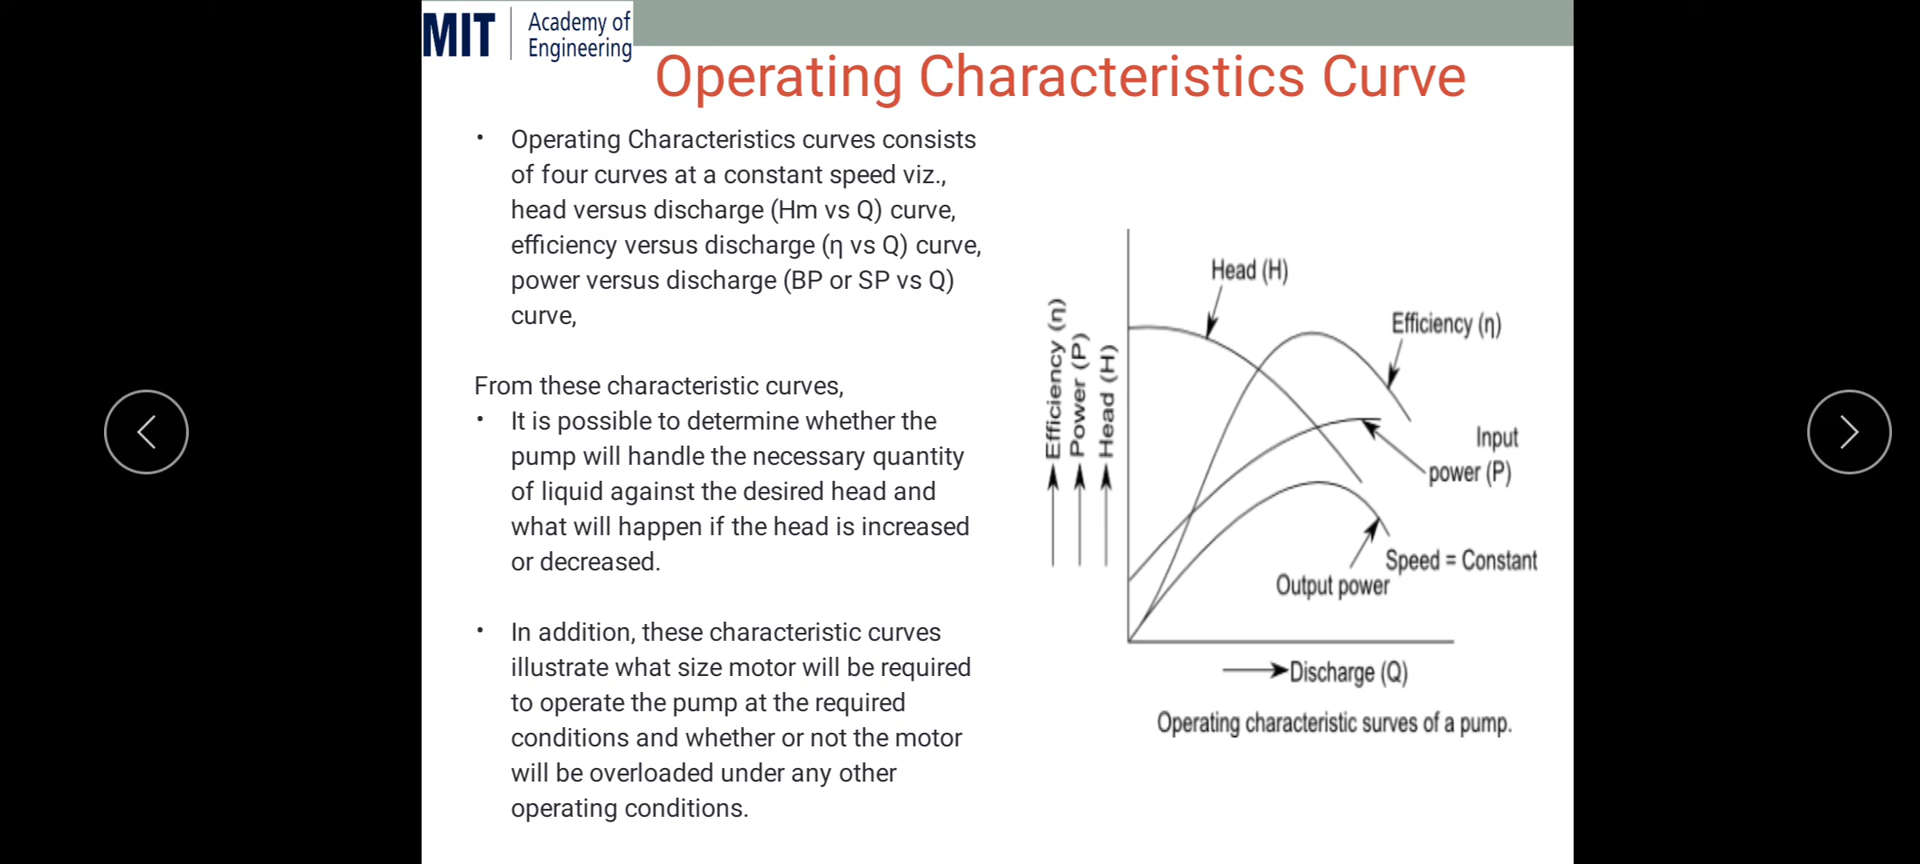 MIT
Academy of
Engineering
Operating Characteristics Curve
• Operating Characteristics curves consists
of four curves at a constant speed viz.,
head versus discharge (Hm vs Q) curve,
efficiency versus discharge (η vs Q) curve,
power versus discharge (BP or SP vs Q)
curve,
From these characteristic curves,
• It is possible to determine whether the
pump will handle the necessary quantity
of liquid against the desired head and
what will happen if the head is increased
or decreased.
• In addition, these characteristic curves
illustrate what size motor will be required
to operate the pump at the required
conditions and whether or not the motor
will be overloaded under any other
operating conditions.
Efficiency (η)
Power (P)
Head (H)
Head (H)
Efficiency (η)
Input
power (P)
Speed = Constant
Output power
Discharge (Q)
Operating characteristic surves of a pump.